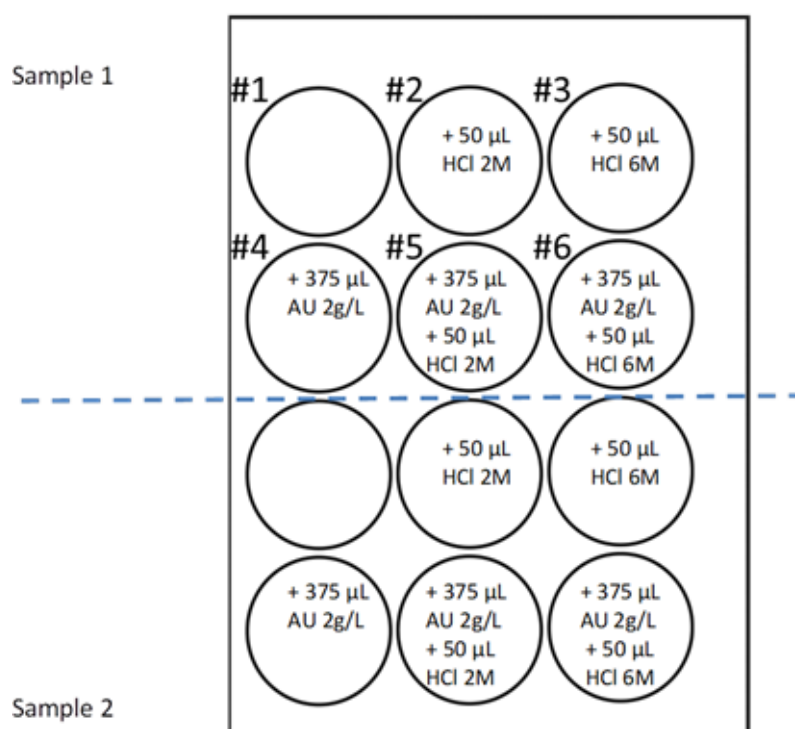 Sample 1
#1
#2
#3
+ 50 µL
HCl 2M
+ 50 µL
HCl 6M
#4
#5
#6
+ 375 µL
AU 2g/L
+ 375 µL
AU 2g/L
+ 50 µL
HCl 2M
+ 375 µL
AU 2g/L
+ 50 µL
HCl 6M
+ 50 µL
HCl 2M
+ 50 µL
HCl 6M
+ 375 µL
AU 2g/L
+ 375 µL
AU 2g/L
+ 50 µL
HCl 2M
+ 375 µL
AU 2g/L
+ 50 µL
HCl 6M
Sample 2